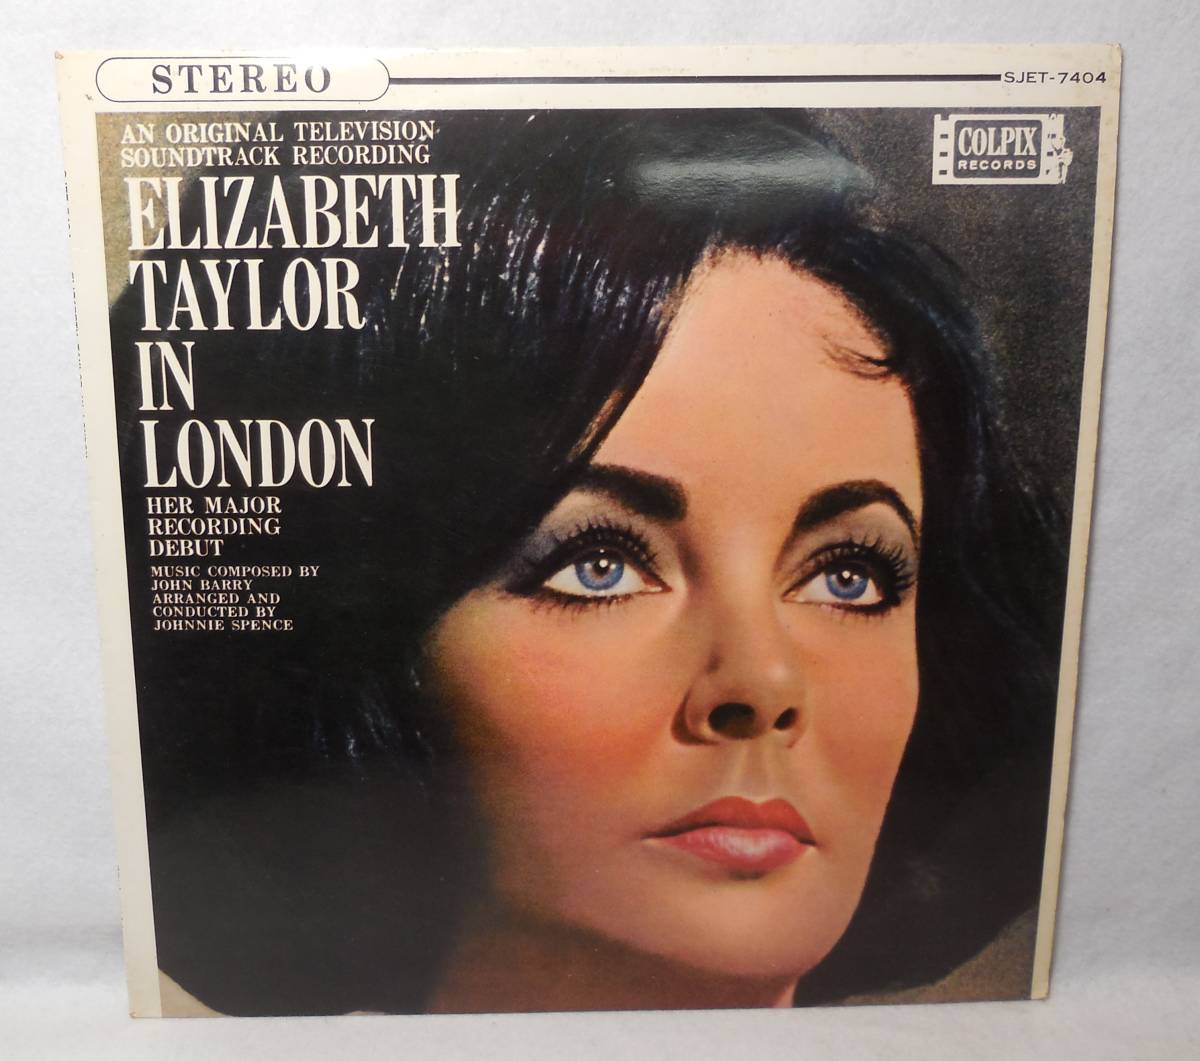 STEREO
SJET-7404
AN ORIGINAL TELEVISION
SOUNDTRACK RECORDING
COLPIX
RECORDS
ELIZABETH
TAYLOR
IN
LONDON
HER MAJOR
RECORDING
DEBUT
MUSIC COMPOSED BY
JOHN BARRY
ARRANGED AND
CONDUCTED BY
JOHNNIE SPENCE